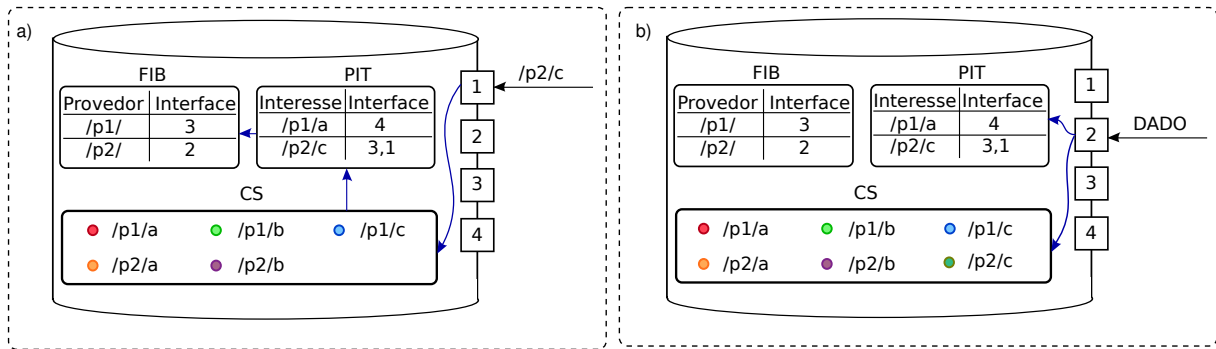 a)
FIB
Provedor Interface
/p1/ 3
/p2/ 2
PIT
Interesse Interface
/p1/a 4
/p2/c 3,1
CS
/p1/a /p1/b /p1/c
/p2/a /p2/b
1
2
3
4
/p2/c
b)
FIB
Provedor Interface
/p1/ 3
/p2/ 2
PIT
Interesse Interface
/p1/a 4
/p2/c 3,1
CS
/p1/a /p1/b /p1/c
/p2/a /p2/b /p2/c
1
2
3
4
DADO